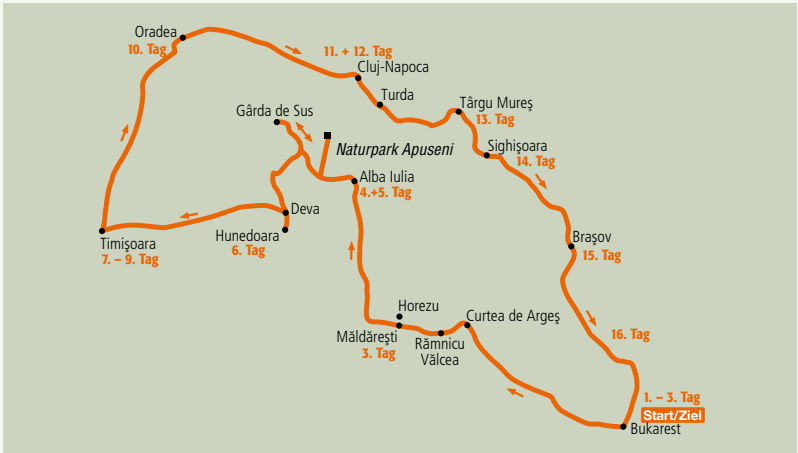 Oradea
10. Tag
11. + 12. Tag
Cluj-Napoca
Turda
Târgu Mureş
13. Tag
Gârda de Sus
Naturpark Apuseni
Sighişoara
14. Tag
Alba Iulia
4.+5. Tag
Deva
Hunedoara
6. Tag
Timişoara
7. – 9. Tag
Braşov
15. Tag
Horezu
Măldăreşti
3. Tag
Curtea de Argeş
Râmnicu
Vâlcea
16. Tag
1. – 3. Tag
Start/Ziel
Bukarest